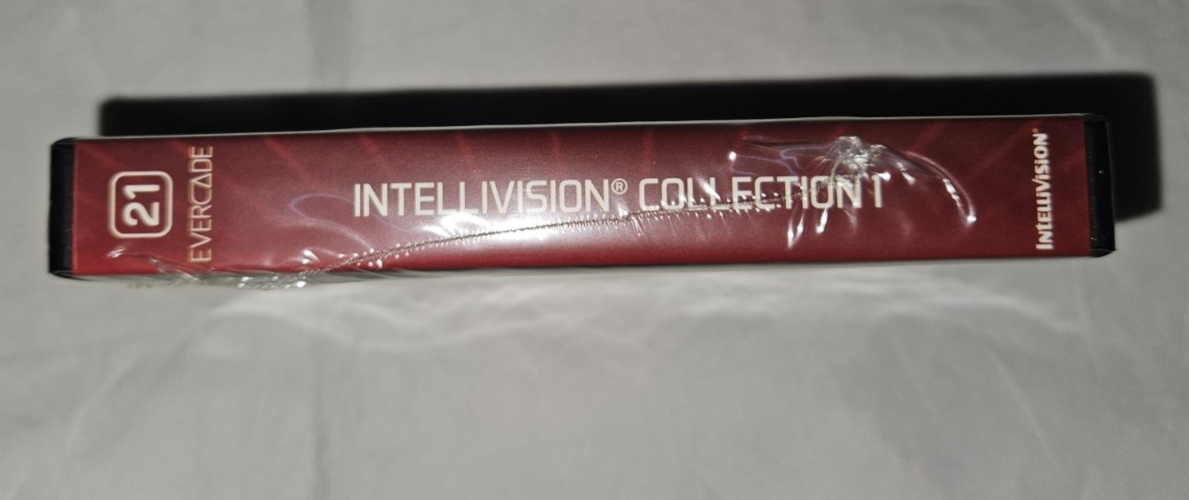 21
EVERCADE
INTELLIVISION® COLLECTION 1
INTELLIVISION®